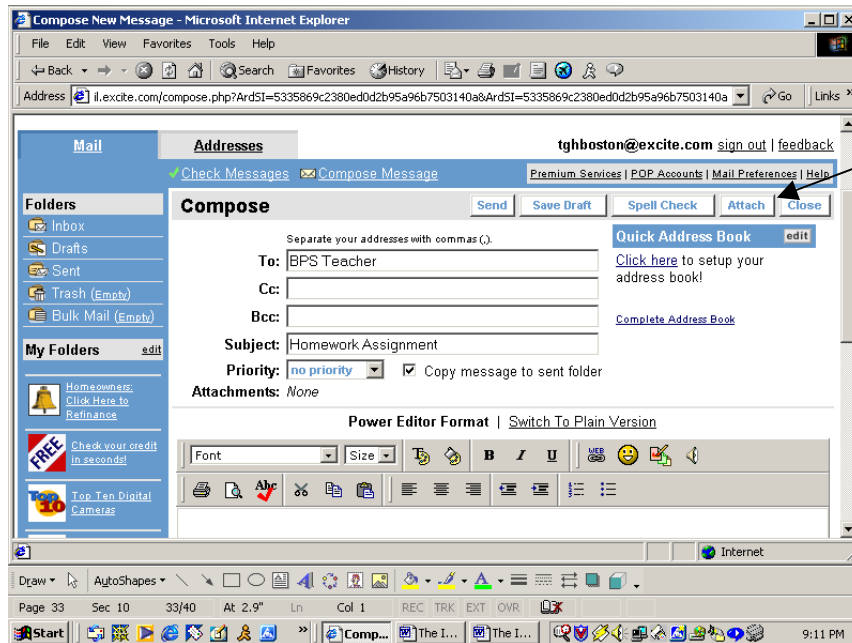 Compose New Message - Microsoft Internet Explorer
File Edit View Favorites Tools Help
Back Search Favorites History
Address il.excite.com/compose.php?ArdSI=5335869c2380ed0d2b95a96b7503140a&ArdSI=5335869c2380ed0d2b95a96b7503140a Go Links »
Mail Addresses tghboston@excite.com sign out | feedback
Check Messages Compose Message Premium Services | POP Accounts | Mail Preferences | Help
Folders Compose Send Save Draft Spell Check Attach Close
Inbox
Drafts
Sent
Trash (Empty)
Bulk Mail (Empty)
My Folders edit
Homeowners:
Click Here to
Refinance
FREE Check your credit
in seconds!
Top 10 Top Ten Digital
Cameras
Separate your addresses with commas (,).
To: BPS Teacher
Cc:
Bcc:
Subject: Homework Assignment
Priority: no priority Copy message to sent folder
Attachments: None
Quick Address Book edit
Click here to setup your
address book!
Complete Address Book
Power Editor Format | Switch To Plain Version
Font Size B I U WEB
Abc
Internet
Draw AutoShapes
Page 33 Sec 10 33/40 At 2.9" Ln Col 1 REC TRK EXT OVR
Start » Comp... The I... The I... 9:11 PM